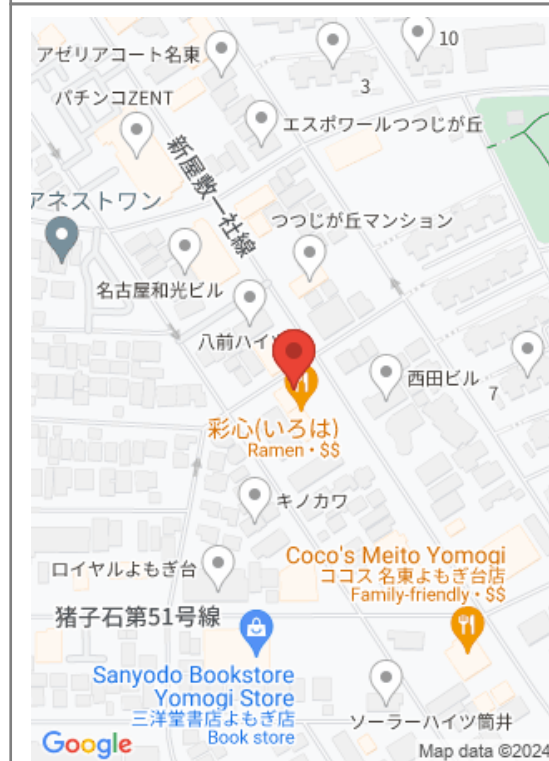 アゼリアコート名東
10
3
パチンコZENT
エスポワールつつじが丘
新屋敷一社線
アネストワン
つつじが丘マンション
名古屋和光ビル
八前ハイツ
西田ビル
7
彩心(いろは)
Ramen • $$
キノカワ
Coco's Meito Yomogi
ココス 名東よもぎ台店
Family-friendly • $$
ロイヤルよもぎ台
猪子石第51号線
Sanyodo Bookstore
Yomogi Store
三洋堂書店よもぎ店
Book store
ソーラーハイツ筒井
Google
Map data ©2024